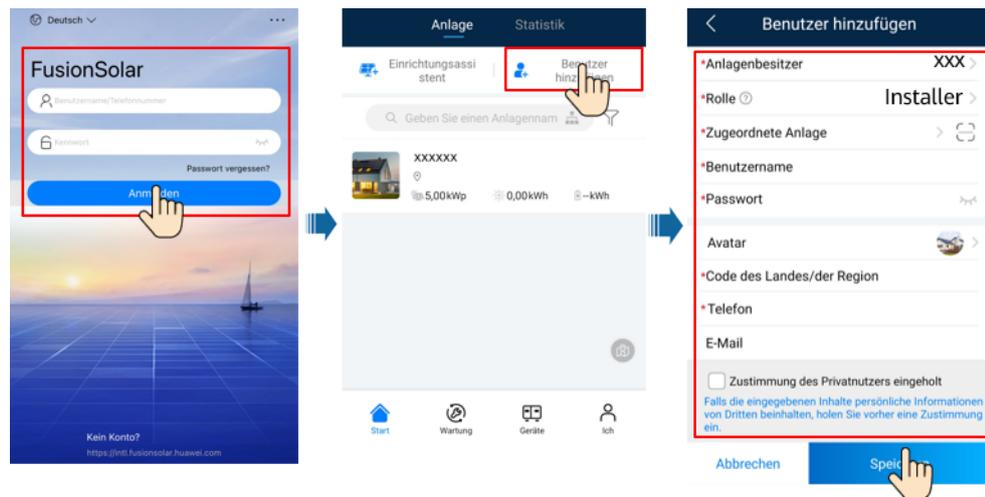 Deutsch
FusionSolar
Benutzername/Telefonnummer
Kennwort
Passwort vergessen?
Anmelden
Kein Konto?
https://intl.fusionsolar.huawei.com
Anlage Statistik
Einrichtungsassi
stent
Benutzer
hinzufügen
Geben Sie einen Anlagennam
XXXXXX
5,00kWp 0,00kWh --kWh
Start Wartung Geräte Ich
Benutzer hinzufügen
*Anlagenbesitzer XXX
*Rolle Installer
*Zugeordnete Anlage
*Benutzername
*Passwort
Avatar
*Code des Landes/der Region
*Telefon
E-Mail
Zustimmung des Privatnutzers eingeholt
Falls die eingegebenen Inhalte persönliche Informationen
von Dritten beinhalten, holen Sie vorher eine Zustimmung
ein.
Abbrechen Speichern